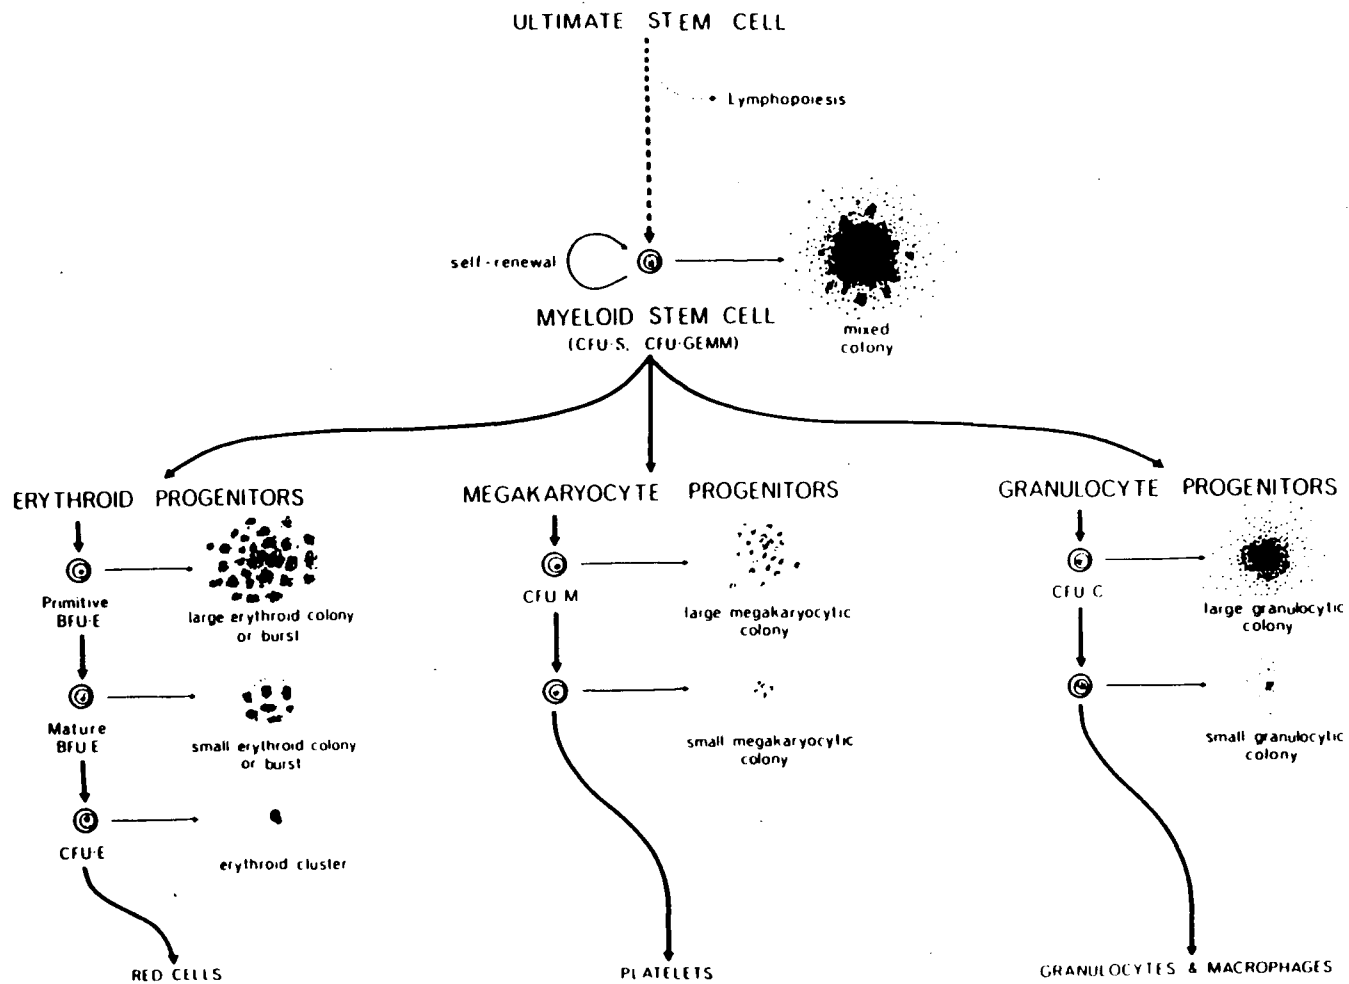 ULTIMATE STEM CELL
Lymphopoiesis
self-renewal
MYELOID STEM CELL
(CFU-S, CFU-GEMM)
mixed
colony
ERYTHROID PROGENITORS
Primitive
BFU-E
large erythroid colony
or burst
Mature
BFU E
small erythroid colony
or burst
CFU-E
erythroid cluster
RED CELLS
MEGAKARYOCYTE PROGENITORS
CFU M
large megakaryocytic
colony
small megakaryocytic
colony
PLATELETS
GRANULOCYTE PROGENITORS
CFU C
large granulocytic
colony
small granulocytic
colony
GRANULOCYTES & MACROPHAGES